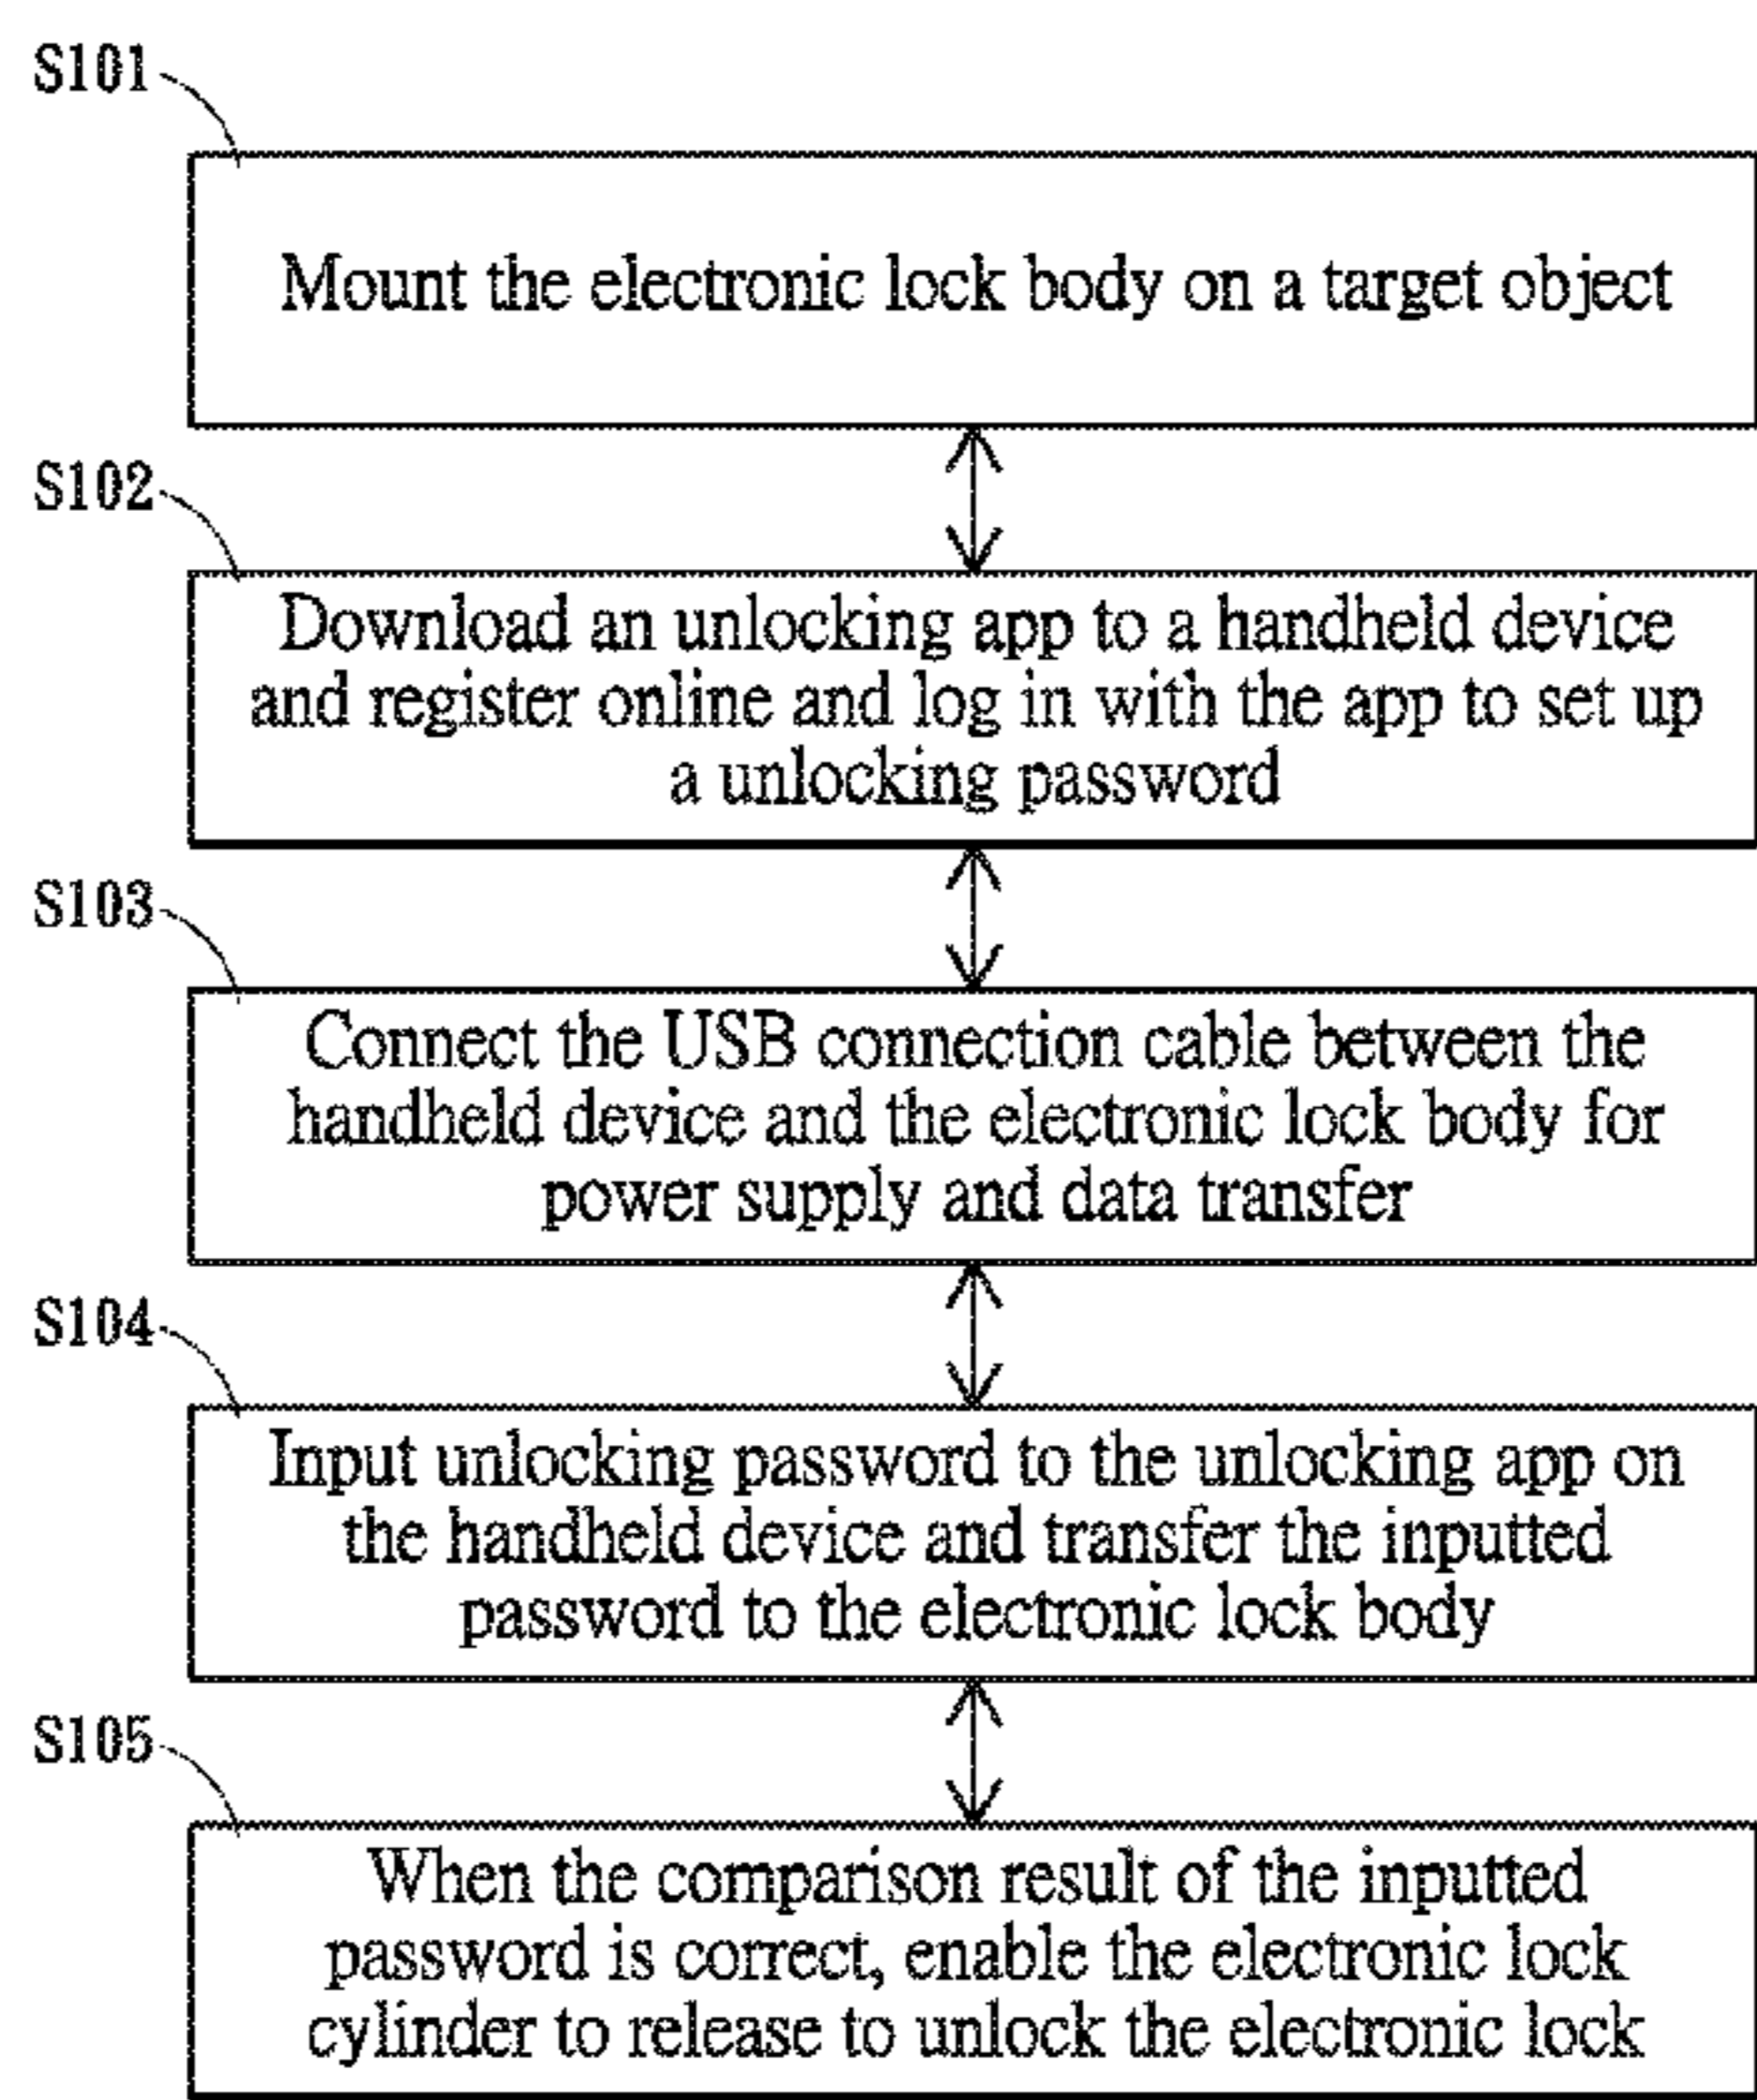 S101
Mount the electronic lock body on a target object
S102
Download an unlocking app to a handheld device
and register online and log in with the app to set up
a unlocking password
S103
Connect the USB connection cable between the
handheld device and the electronic lock body for
power supply and data transfer
S104
Input unlocking password to the unlocking app on
the handheld device and transfer the inputted
password to the electronic lock body
S105
When the comparison result of the inputted
password is correct, enable the electronic lock
cylinder to release to unlock the electronic lock